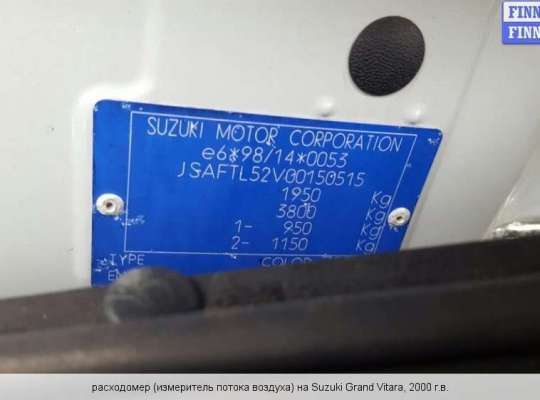 FINN
FINN
SUZUKI MOTOR CORPORATION
e6*98/14*0053
JSAFTL52V00150515
1950 Kg
3800 Kg
1- 950 Kg
2- 1150 Kg
TYPE COLOR
расходомер (измеритель потока воздуха) на Suzuki Grand Vitara, 2000 г.в.